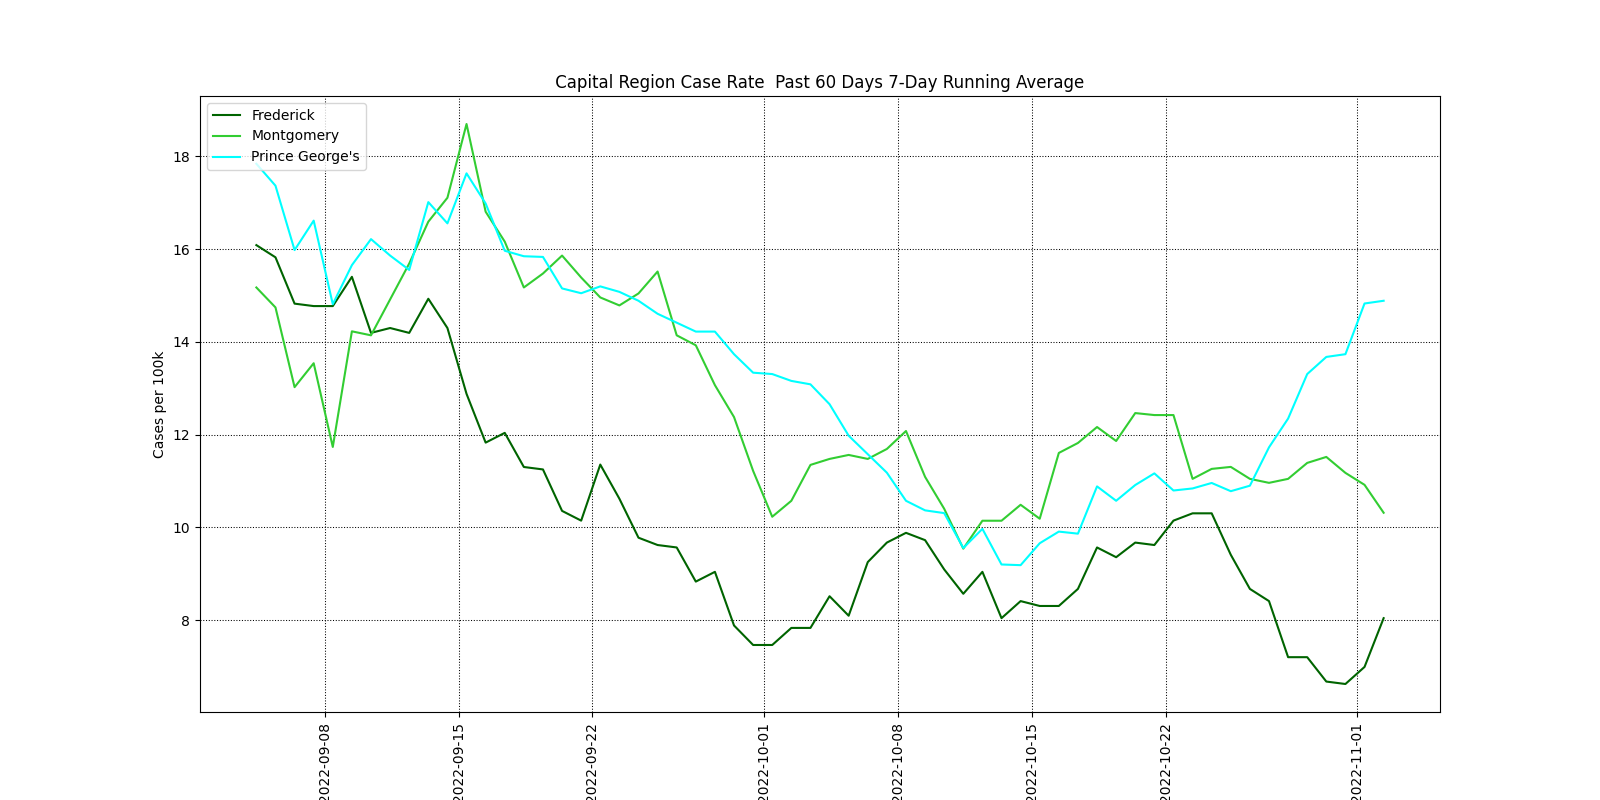 Capital Region Case Rate  Past 60 Days 7-Day Running Average
Frederick
Montgomery
Prince George's
Cases per 100k
18
16
14
12
10
8
2022-09-08
2022-09-15
2022-09-22
2022-10-01
2022-10-08
2022-10-15
2022-10-22
2022-11-01